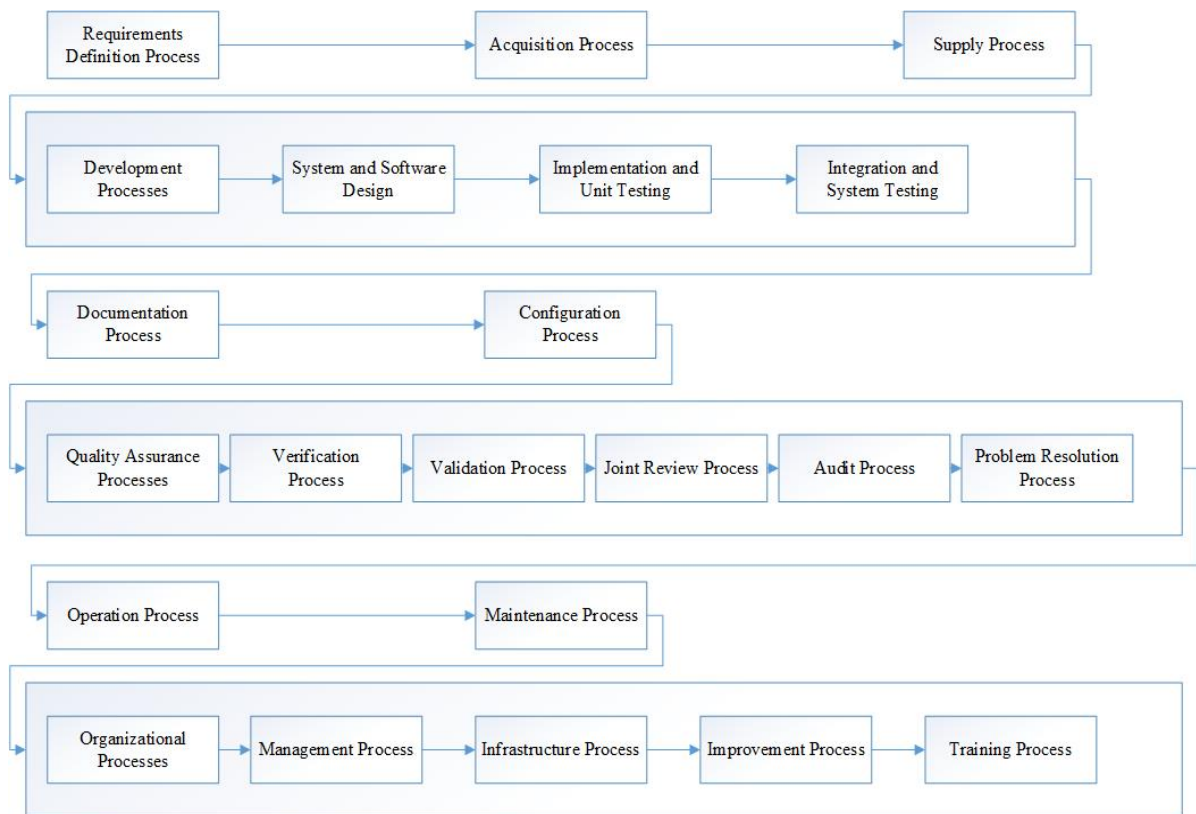 Requirements
Definition Process
Acquisition Process
Supply Process
Development
Processes
System and Software
Design
Implementation and
Unit Testing
Integration and
System Testing
Documentation
Process
Configuration
Process
Quality Assurance
Processes
Verification
Process
Validation Process
Joint Review Process
Audit Process
Problem Resolution
Process
Operation Process
Maintenance Process
Organizational
Processes
Management Process
Infrastructure Process
Improvement Process
Training Process